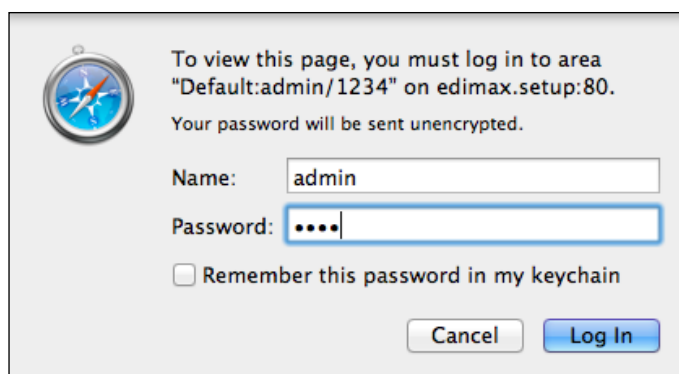 To view this page, you must log in to area
“Default:admin/1234” on edimax.setup:80.
Your password will be sent unencrypted.
Name: admin
Password: ••••
Remember this password in my keychain
Cancel Log In